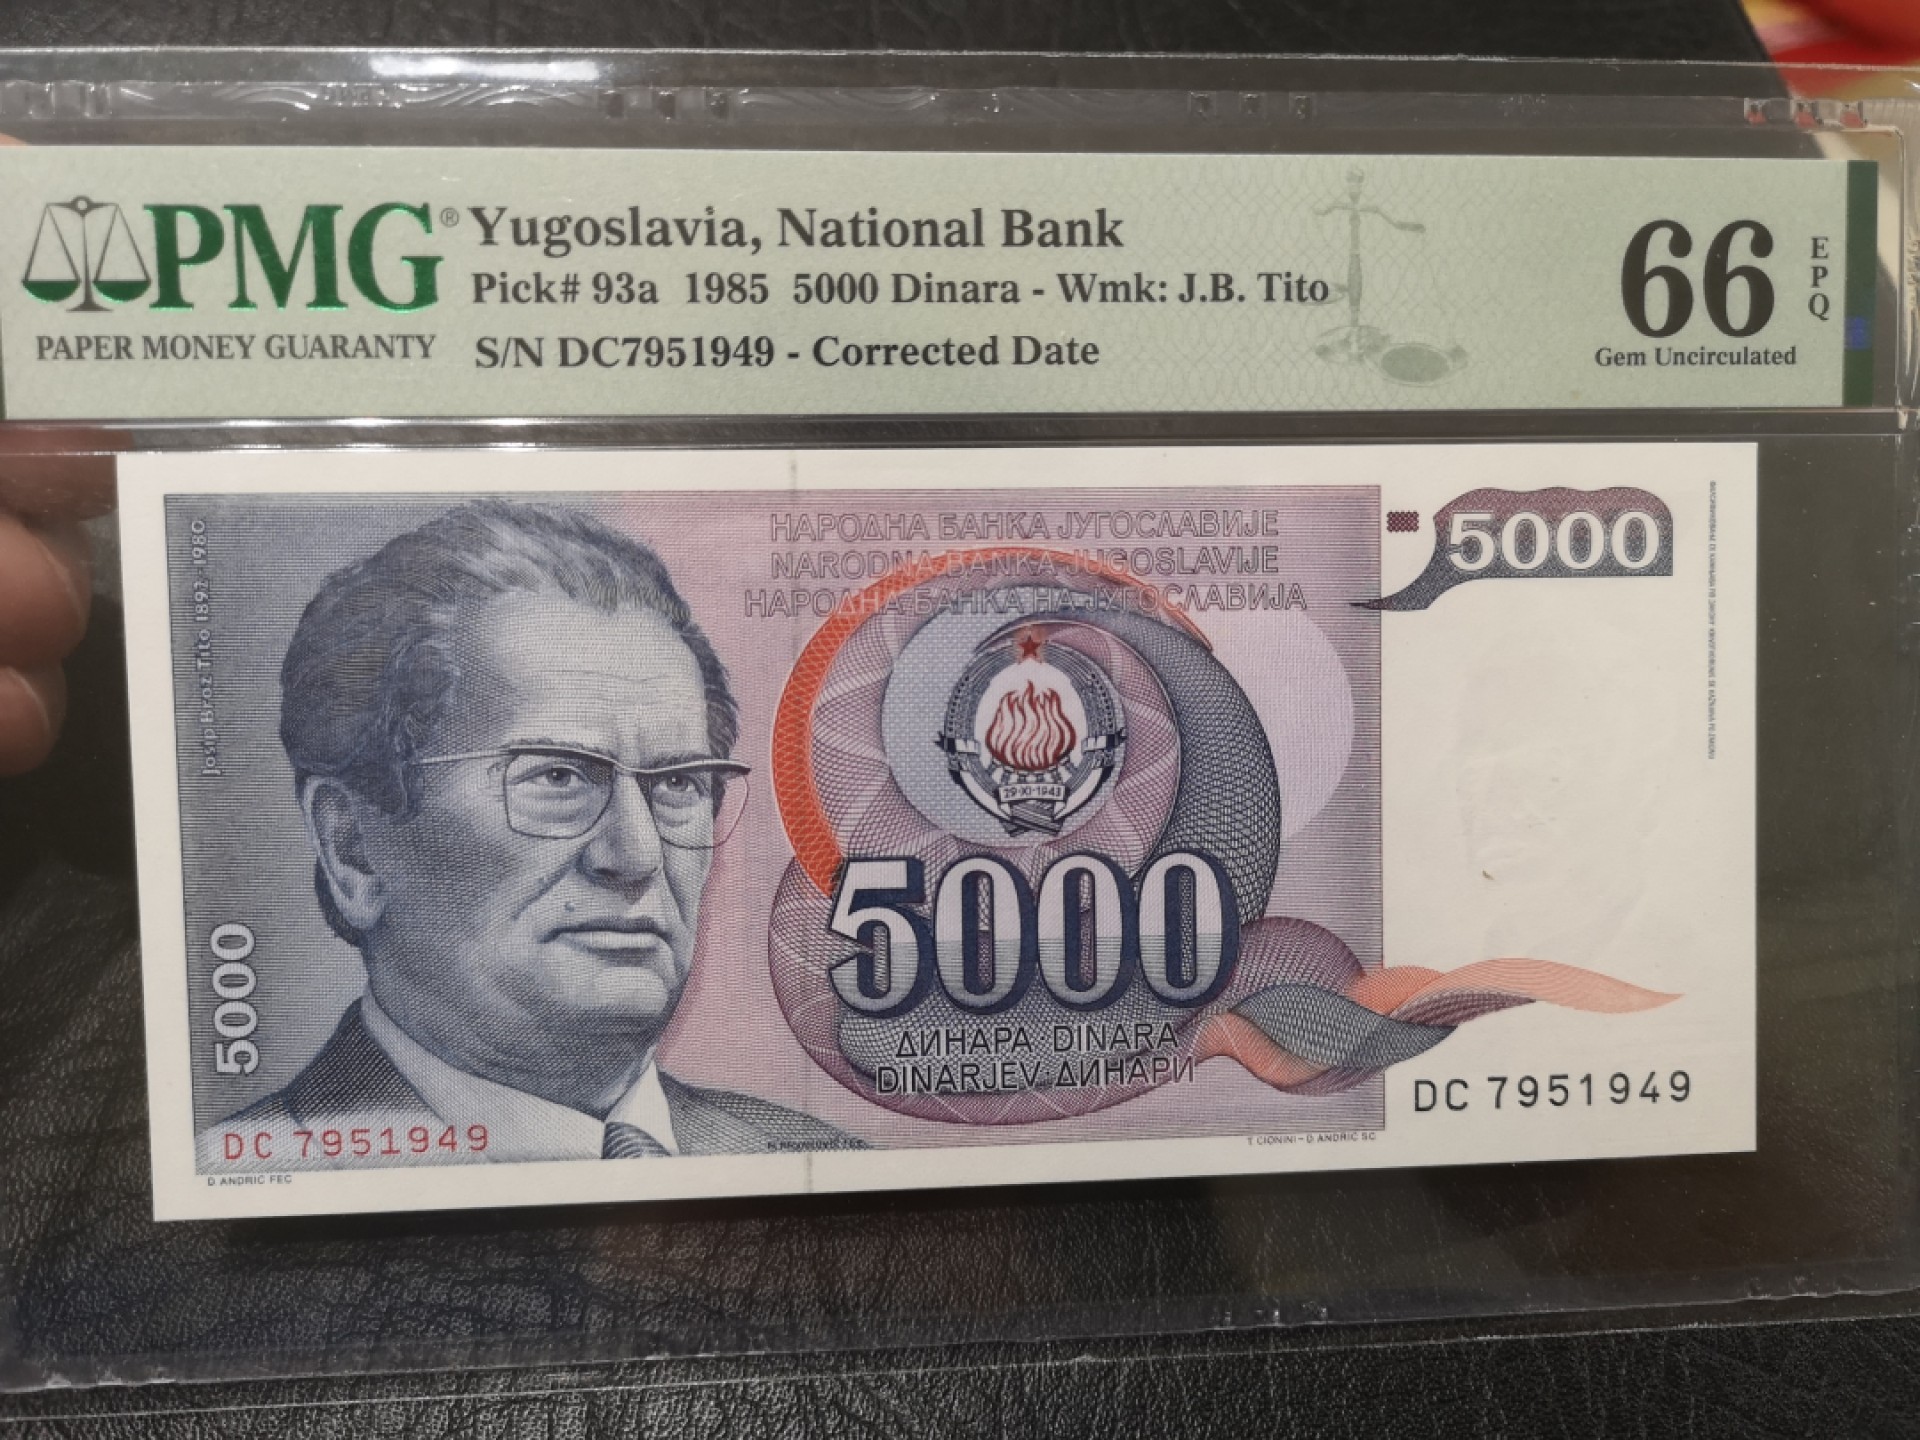 PMG®
PAPER MONEY GUARANTY
Yugoslavia, National Bank
Pick# 93a 1985 5000 Dinara - Wmk: J.B. Tito
S/N DC7951949 - Corrected Date
66
EPQ
Gem Uncirculated
Josip Broz Tito 1892 - 1980
НАРОДНА БАНКА ЈУГОСЛАВИЈЕ
NARODNA BANKA JUGOSLAVIJE
НАРОДНА БАНКА НА ЈУГОСЛАВИЈА
5000
29·XI·1943
5000
5000
ДИНАРА·DINARA
DINARJEV·ДИНАРИ
DC 7951949
DC 7951949
D ANDRIC FEC
T CIONINI-D ANDRIC SC